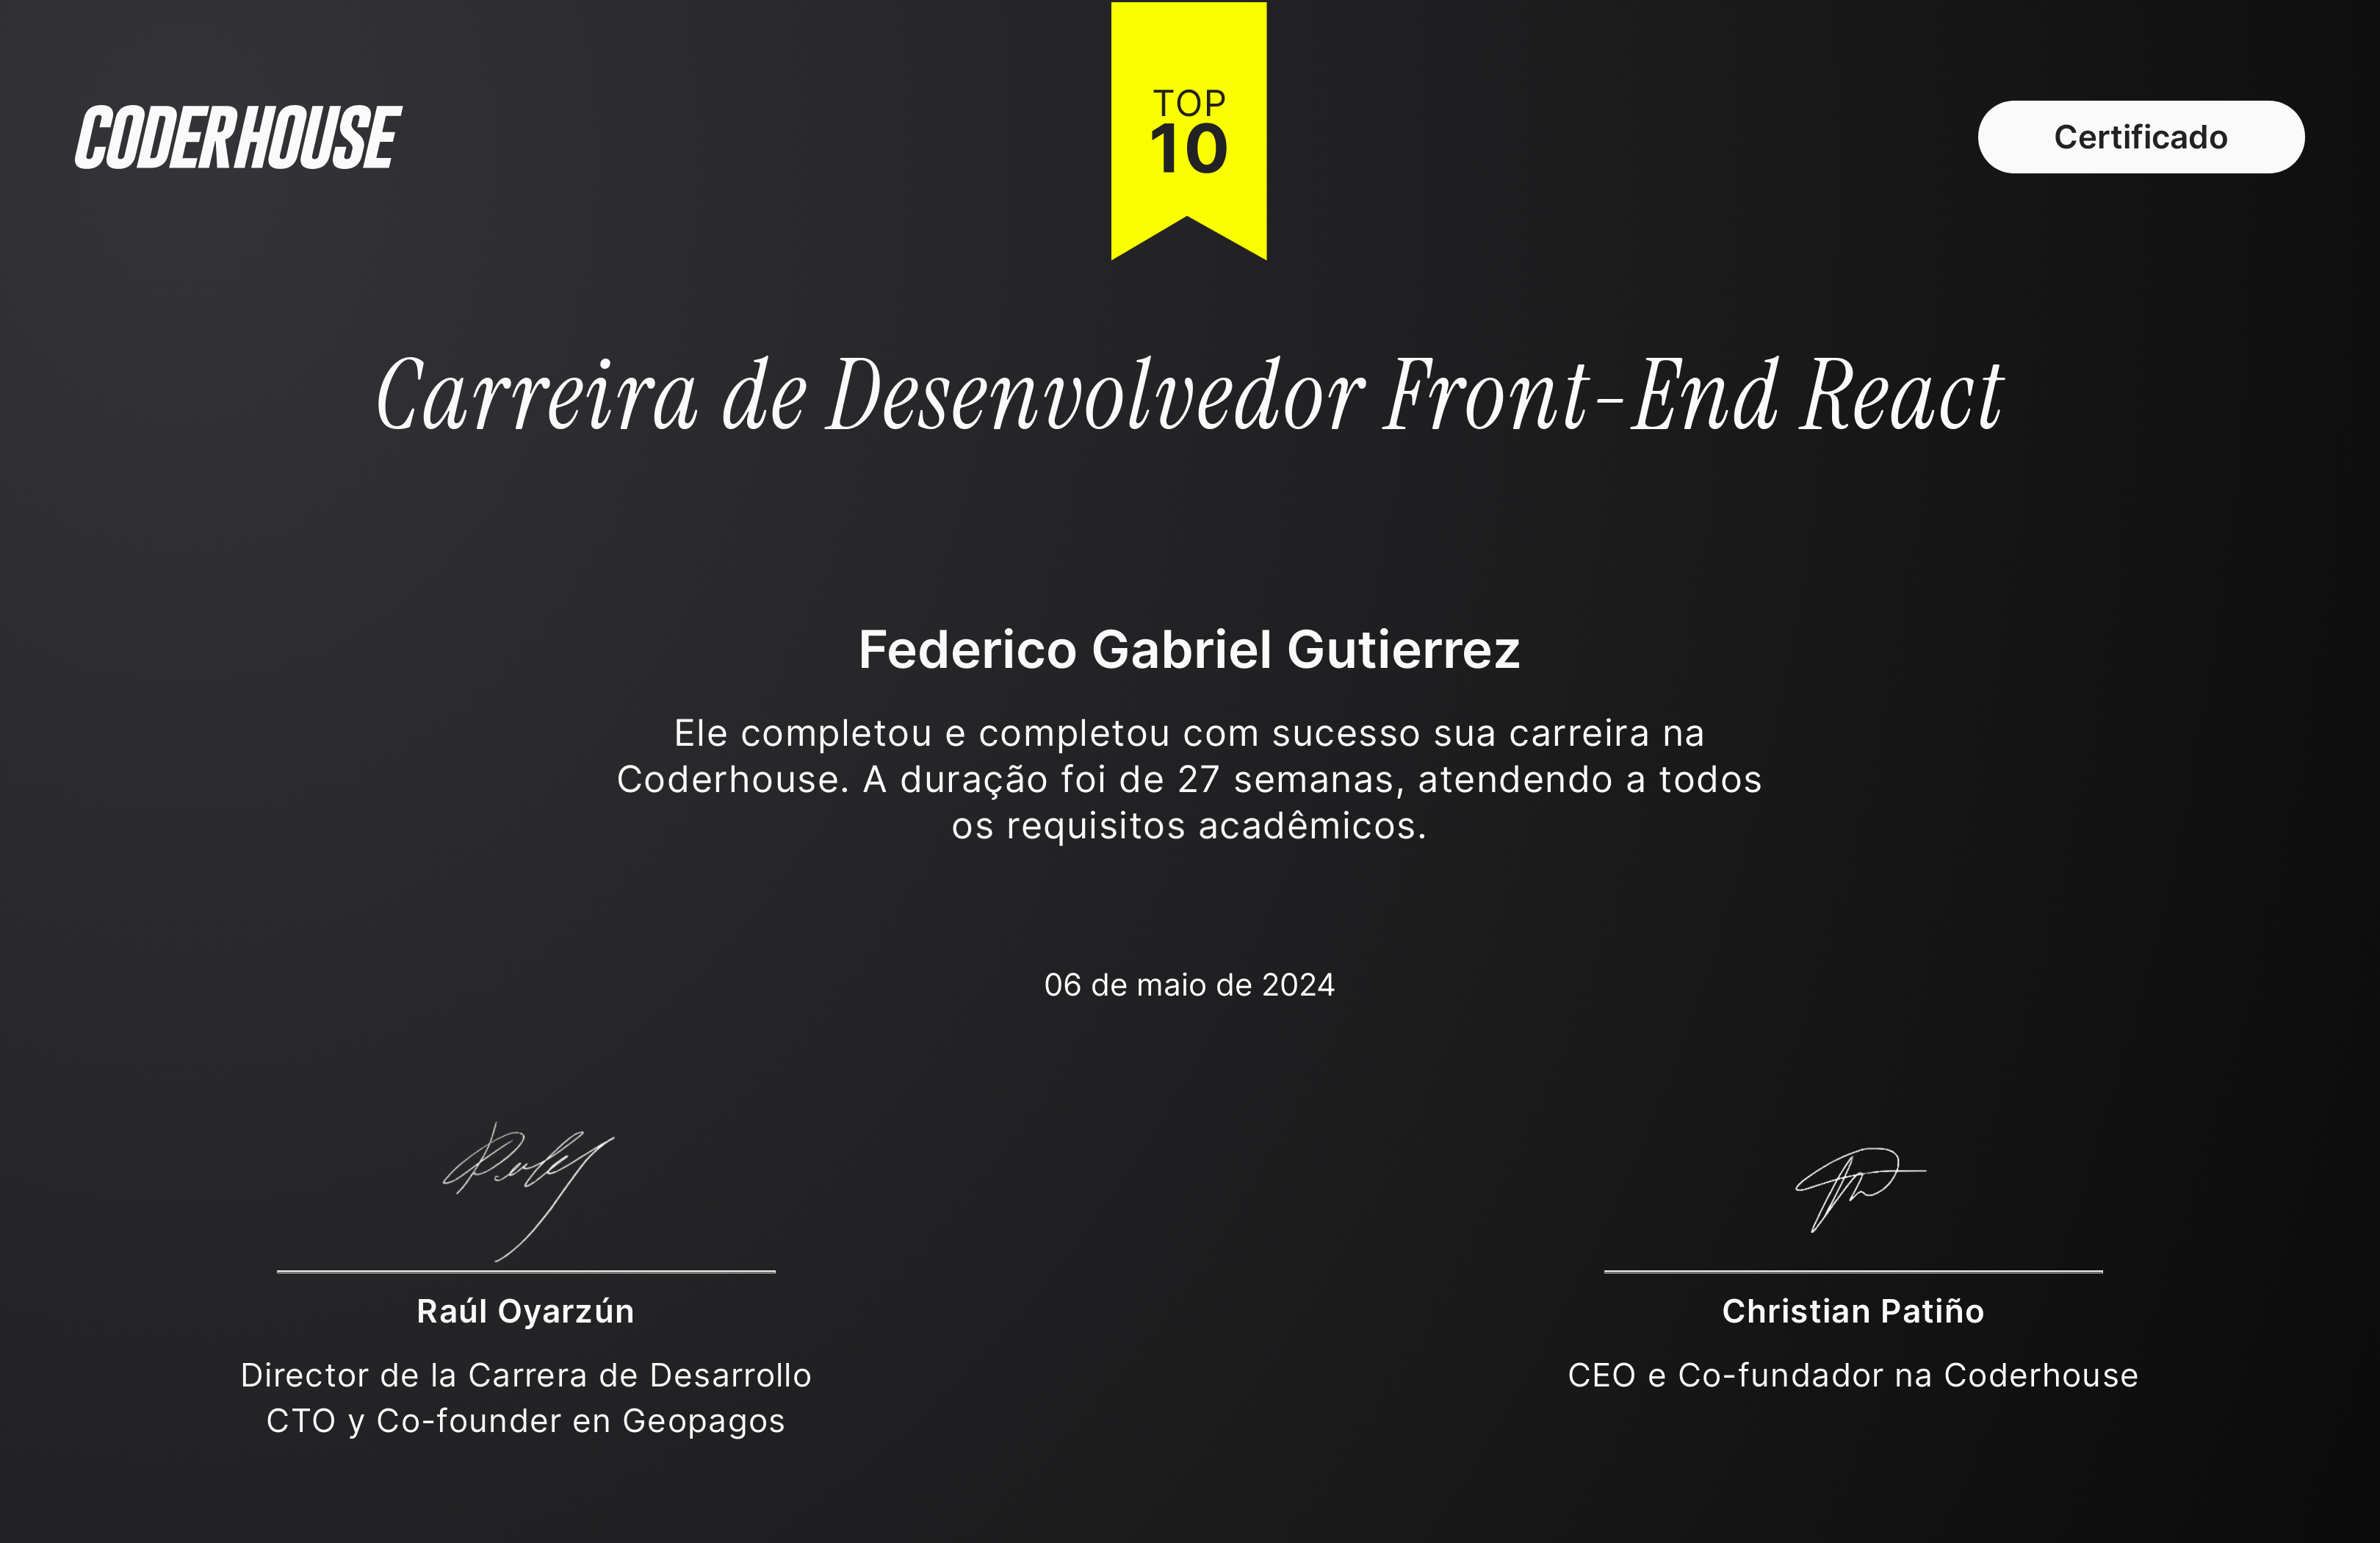 CODERHOUSE
TOP
10
Certificado
Carreira de Desenvolvedor Front-End React
Federico Gabriel Gutierrez
Ele completou e completou com sucesso sua carreira na
Coderhouse. A duração foi de 27 semanas, atendendo a todos
os requisitos acadêmicos.
06 de maio de 2024
Raúl Oyarzún
Director de la Carrera de Desarrollo
CTO y Co-founder en Geopagos
Christian Patiño
CEO e Co-fundador na Coderhouse